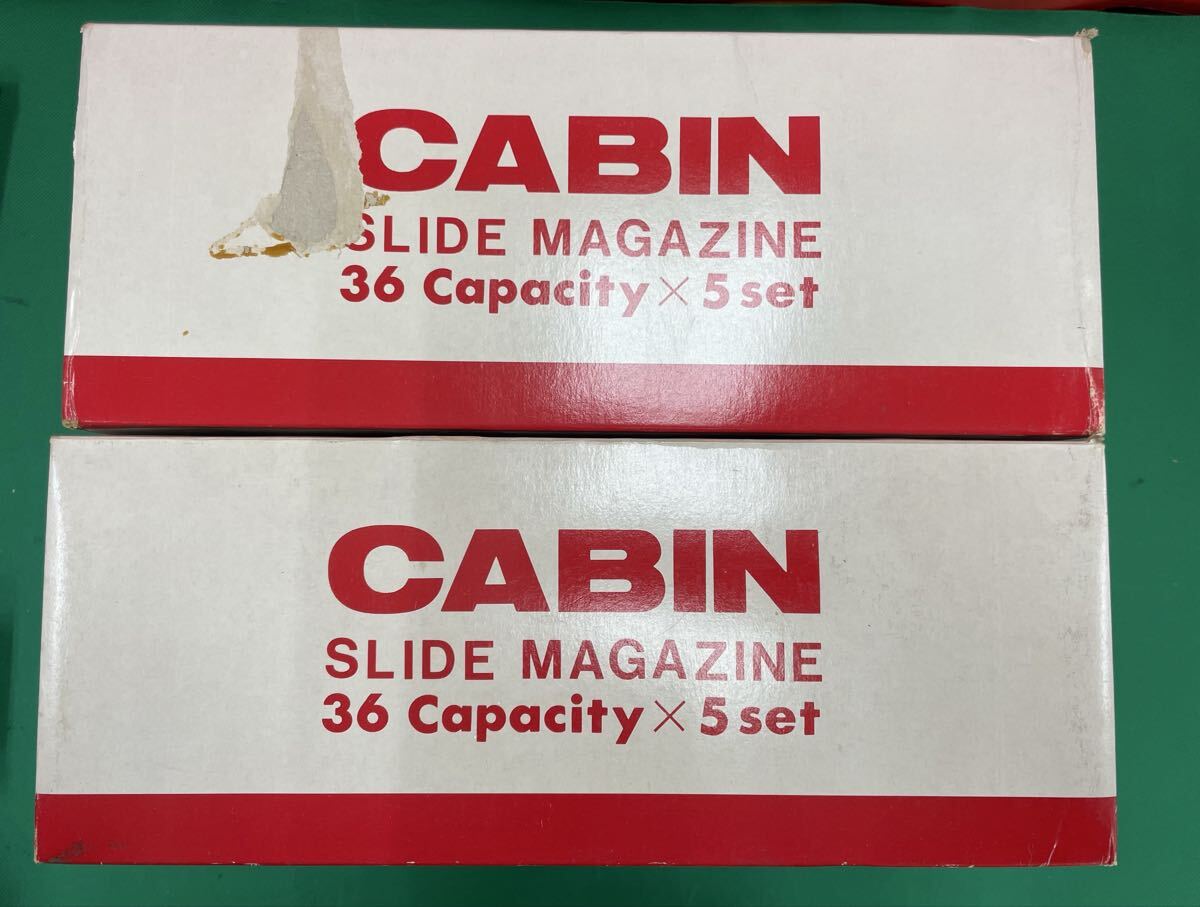 CABIN
SLIDE MAGAZINE
36 Capacity × 5 set
CABIN
SLIDE MAGAZINE
36 Capacity × 5 set